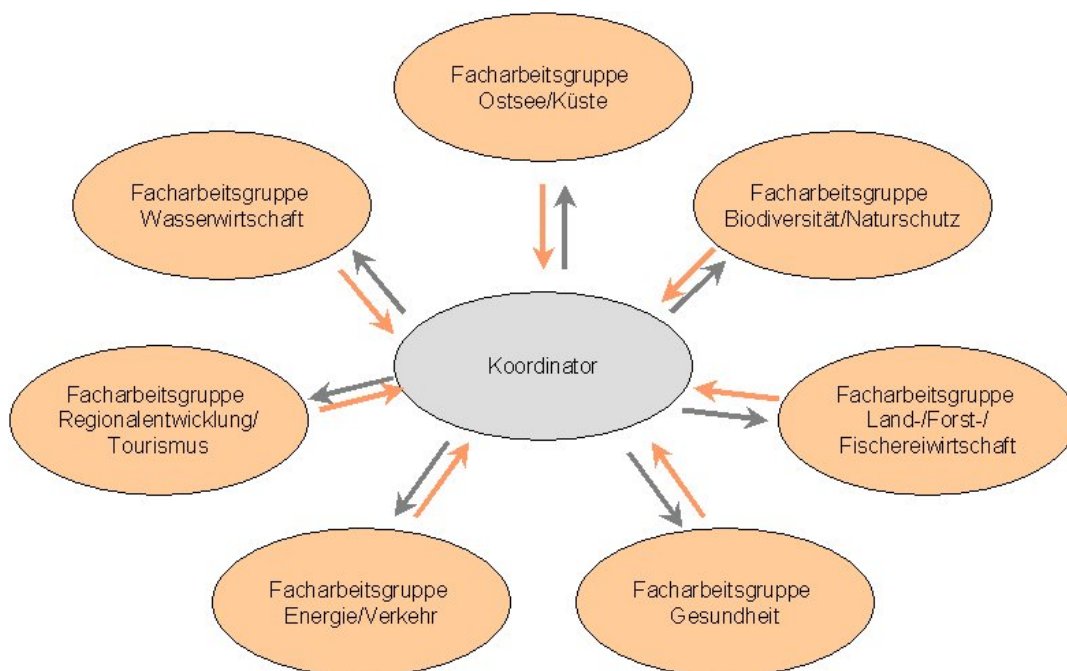 Facharbeitsgruppe
Ostsee/Küste
Facharbeitsgruppe
Wasserwirtschaft
Facharbeitsgruppe
Biodiversität/Naturschutz
Koordinator
Facharbeitsgruppe
Regionalentwicklung/
Tourismus
Facharbeitsgruppe
Land-/Forst-/
Fischereiwirtschaft
Facharbeitsgruppe
Energie/Verkehr
Facharbeitsgruppe
Gesundheit